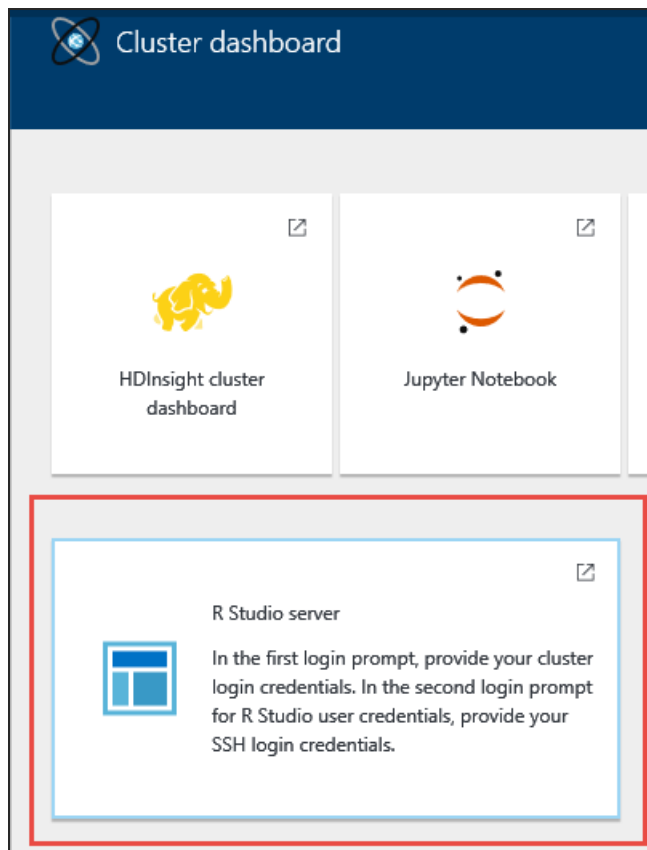 Cluster dashboard
HDInsight cluster
dashboard
Jupyter Notebook
R Studio server
In the first login prompt, provide your cluster
login credentials. In the second login prompt
for R Studio user credentials, provide your
SSH login credentials.